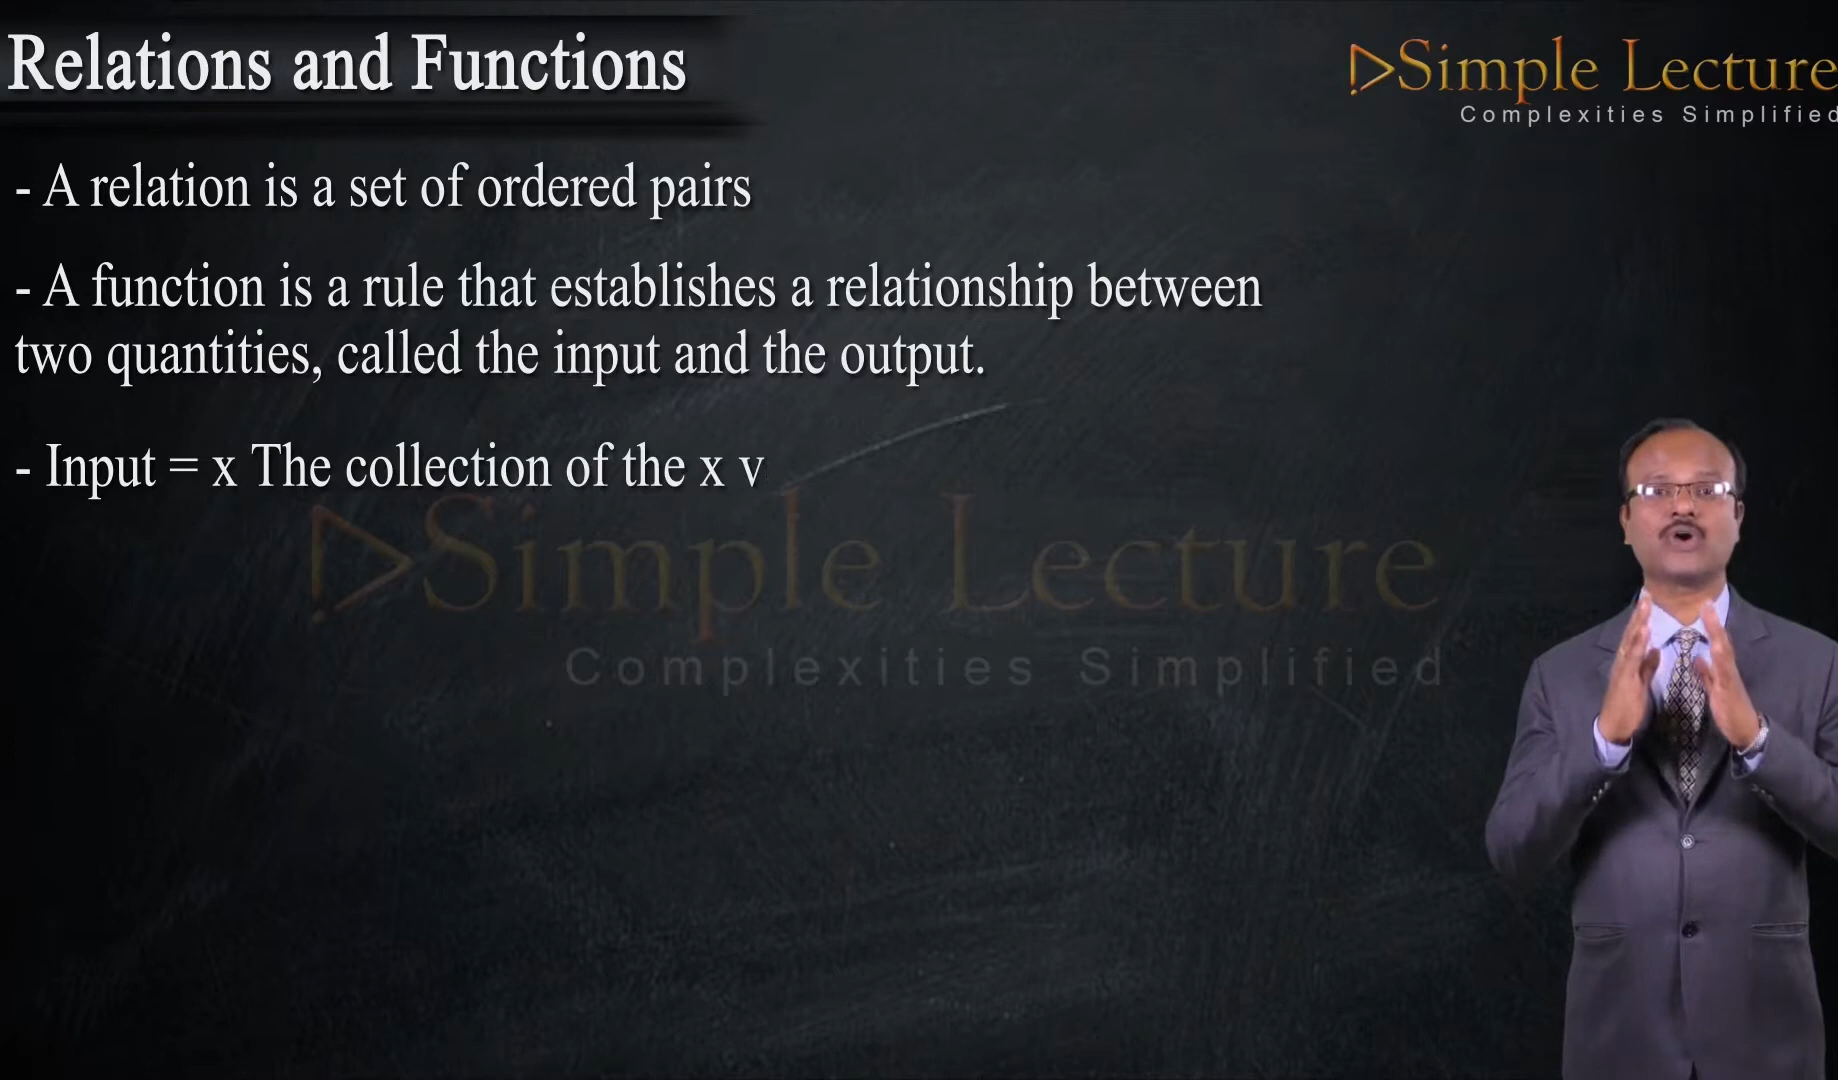 Relations and Functions
Simple Lecture
Complexities Simplified
- A relation is a set of ordered pairs
- A function is a rule that establishes a relationship between
two quantities, called the input and the output.
- Input = x The collection of the x v
Simple Lecture
Complexities Simplified